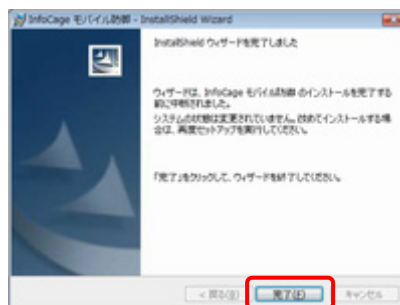 InfoCage モバイル防御 - InstallShield Wizard
InstallShield ウィザードを完了しました
ウィザードは、InfoCage モバイル防御 のインストールを完了する
前に中断されました。
システムの状態は変更されていません。改めてインストールする場
合は、再度セットアップを実行してください。
「完了」をクリックして、ウィザードを終了してください。
< 戻る(B)
完了(F)
キャンセル